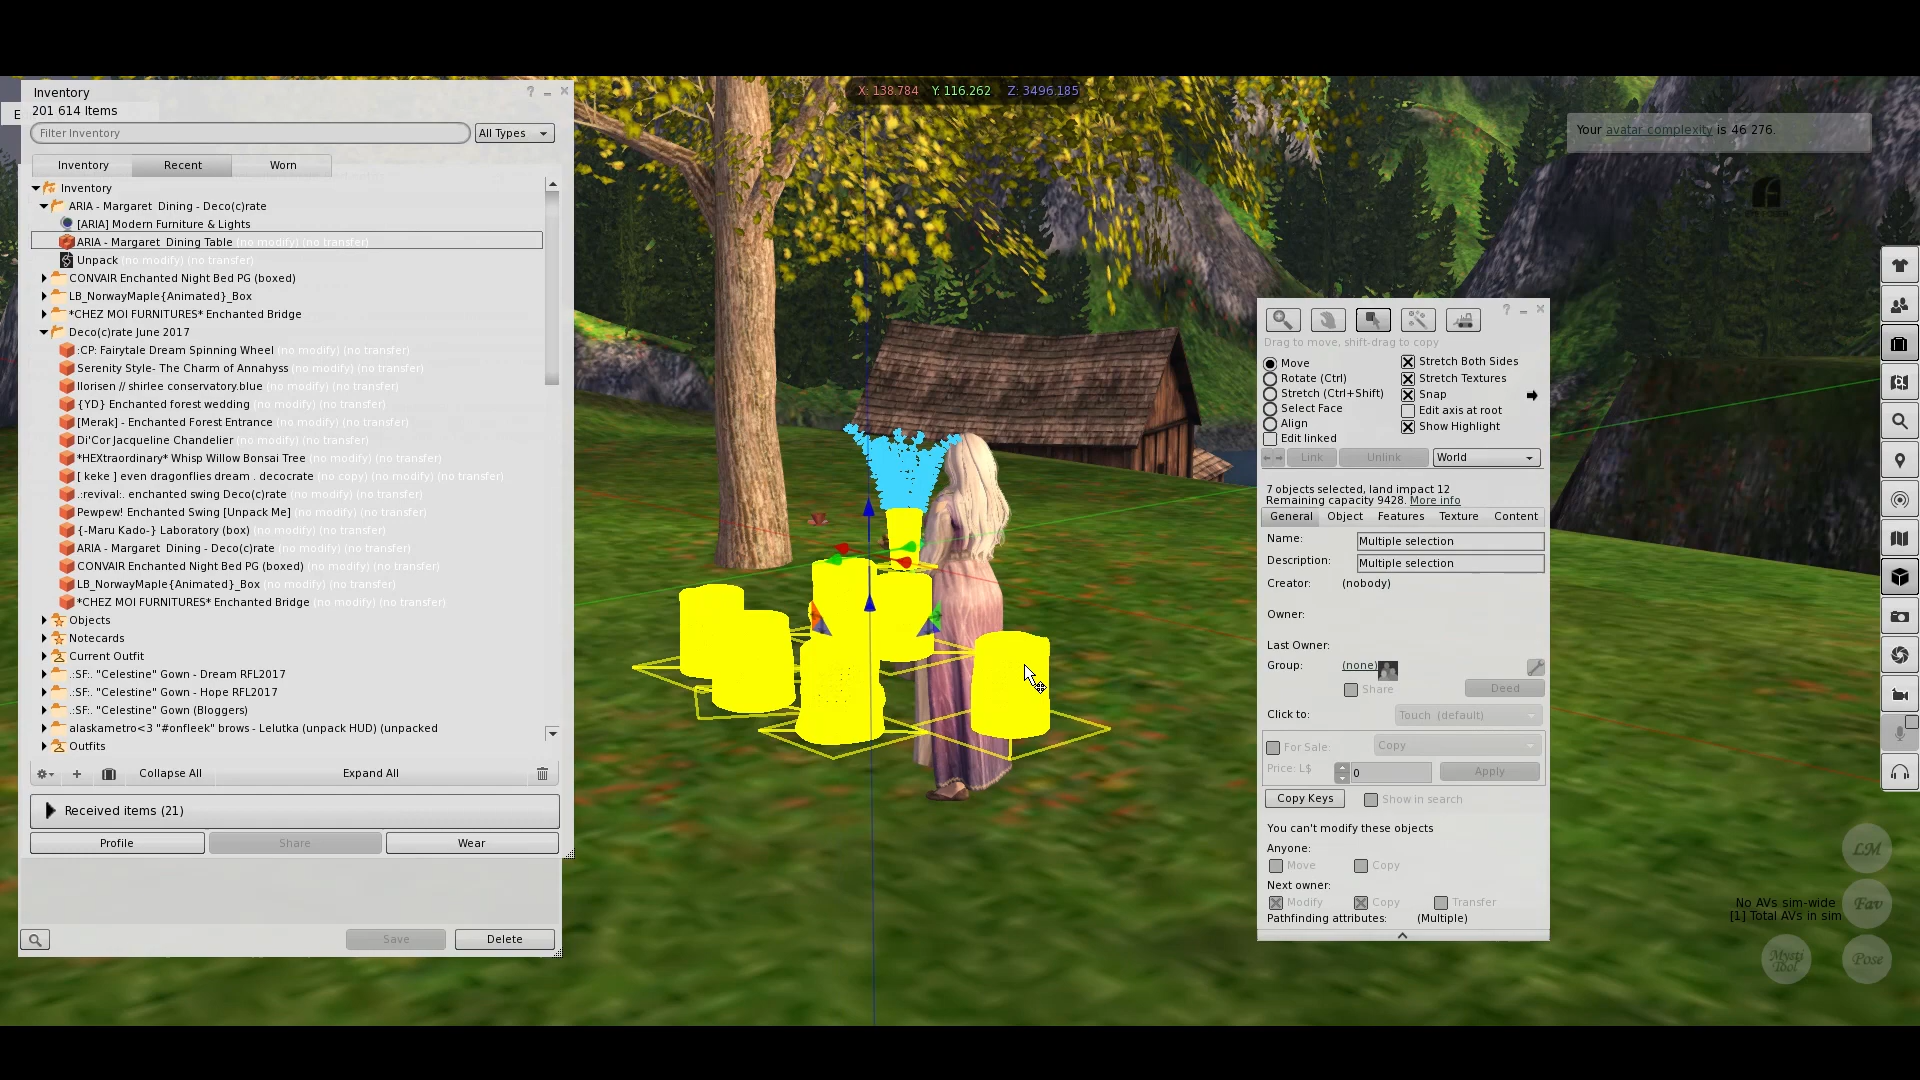 X: 138.784 Y: 116.262 Z: 3496.185
Inventory
201 614 Items
Filter Inventory
All Types
Inventory Recent Worn
Inventory
ARIA - Margaret Dining - Deco(c)rate
[ARIA] Modern Furniture & Lights
ARIA - Margaret Dining Table (no modify) (no transfer)
Unpack (no modify) (no transfer)
CONVAIR Enchanted Night Bed PG (boxed)
LB_NorwayMaple{Animated}_Box
*CHEZ MOI FURNITURES* Enchanted Bridge
Deco(c)rate June 2017
:CP: Fairytale Dream Spinning Wheel (no modify) (no transfer)
Serenity Style- The Charm of Annahyss (no modify) (no transfer)
llorisen // shirlee conservatory.blue (no modify) (no transfer)
{YD} Enchanted forest wedding (no modify) (no transfer)
[Merak] - Enchanted Forest Entrance (no modify) (no transfer)
Di'Cor Jacqueline Chandelier (no modify) (no transfer)
*HEXtraordinary* Whisp Willow Bonsai Tree (no modify) (no transfer)
[ keke ] even dragonflies dream . decocrate (no copy) (no modify) (no transfer)
.:revival:. enchanted swing Deco(c)rate (no modify) (no transfer)
Pewpew! Enchanted Swing [Unpack Me] (no modify) (no transfer)
{-Maru Kado-} Laboratory (box) (no modify) (no transfer)
ARIA - Margaret Dining - Deco(c)rate (no modify) (no transfer)
CONVAIR Enchanted Night Bed PG (boxed) (no modify) (no transfer)
LB_NorwayMaple{Animated}_Box (no modify) (no transfer)
*CHEZ MOI FURNITURES* Enchanted Bridge (no modify) (no transfer)
Objects
Notecards
Current Outfit
.:SF:. "Celestine" Gown - Dream RFL2017
.:SF:. "Celestine" Gown - Hope RFL2017
.:SF:. "Celestine" Gown (Bloggers)
alaskametro<3 "#onfleek" brows - Lelutka (unpack HUD) (unpacked
Outfits
Collapse All Expand All
Received items (21)
Profile Share Wear
Save Delete
Your avatar complexity is 46 276.
Drag to move, shift-drag to copy
Move
Rotate (Ctrl)
Stretch (Ctrl+Shift)
Select Face
Align
Edit linked
Stretch Both Sides
Stretch Textures
Snap
Edit axis at root
Show Highlight
Link Unlink World
7 objects selected, land impact 12
Remaining capacity 9428. More info
General Object Features Texture Content
Name: Multiple selection
Description: Multiple selection
Creator: (nobody)
Owner:
Last Owner:
Group: (none)
Share Deed
Click to: Touch (default)
For Sale: Copy
Price: L$ 0 Apply
Copy Keys Show in search
You can't modify these objects
Anyone:
Move Copy
Next owner:
Modify Copy Transfer
Pathfinding attributes: (Multiple)
LM
No AVs sim-wide
[1] Total AVs in sim
Fav
Mysti Tool
Pose